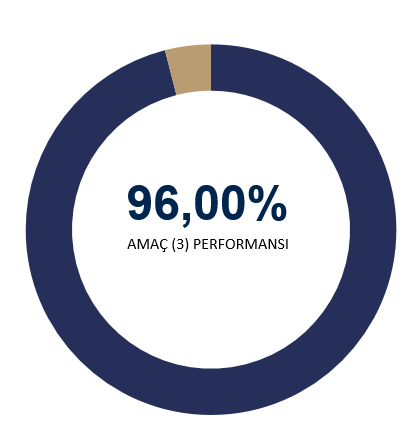 96,00%
AMAÇ (3) PERFORMANSI